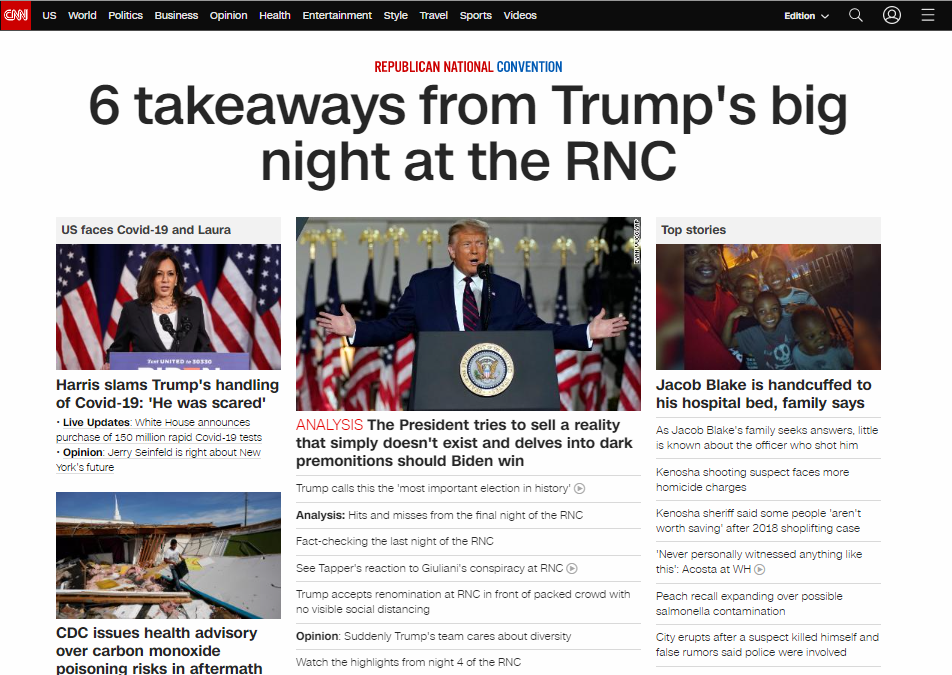 CNN US World Politics Business Opinion Health Entertainment Style Travel Sports Videos Edition
REPUBLICAN NATIONAL CONVENTION
6 takeaways from Trump's big
night at the RNC
US faces Covid-19 and Laura
Harris slams Trump's handling
of Covid-19: 'He was scared'
· Live Updates: White House announces
purchase of 150 million rapid Covid-19 tests
· Opinion: Jerry Seinfeld is right about New
York's future
CDC issues health advisory
over carbon monoxide
poisoning risks in aftermath
ANALYSIS The President tries to sell a reality
that simply doesn't exist and delves into dark
premonitions should Biden win
Trump calls this the 'most important election in history'
Analysis: Hits and misses from the final night of the RNC
Fact-checking the last night of the RNC
See Tapper's reaction to Giuliani's conspiracy at RNC
Trump accepts renomination at RNC in front of packed crowd with
no visible social distancing
Opinion: Suddenly Trump's team cares about diversity
Watch the highlights from night 4 of the RNC
Top stories
Jacob Blake is handcuffed to
his hospital bed, family says
As Jacob Blake's family seeks answers, little
is known about the officer who shot him
Kenosha shooting suspect faces more
homicide charges
Kenosha sheriff said some people 'aren't
worth saving' after 2018 shoplifting case
'Never personally witnessed anything like
this': Acosta at WH
Peach recall expanding over possible
salmonella contamination
City erupts after a suspect killed himself and
false rumors said police were involved